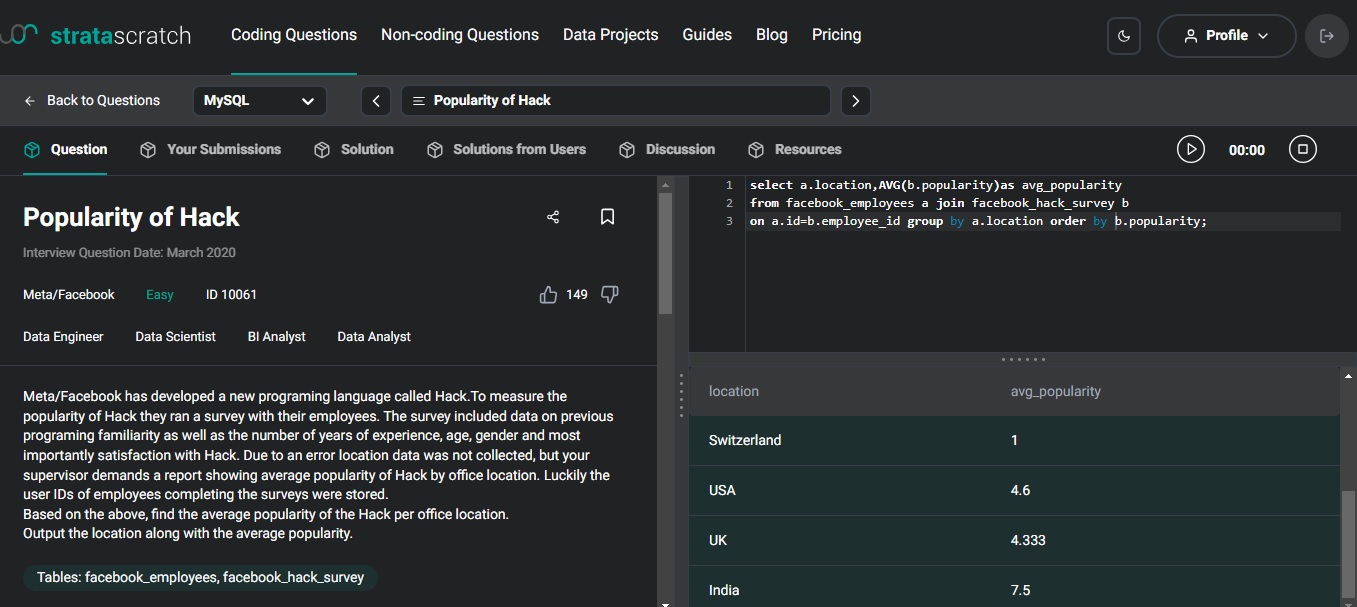 stratascratch
Coding Questions
Non-coding Questions
Data Projects
Guides
Blog
Pricing
Profile
Back to Questions
MySQL
Popularity of Hack
Question
Your Submissions
Solution
Solutions from Users
Discussion
Resources
00:00
Popularity of Hack
Interview Question Date: March 2020
Meta/Facebook
Easy
ID 10061
149
Data Engineer
Data Scientist
BI Analyst
Data Analyst
Meta/Facebook has developed a new programing language called Hack.To measure the
popularity of Hack they ran a survey with their employees. The survey included data on previous
programing familiarity as well as the number of years of experience, age, gender and most
importantly satisfaction with Hack. Due to an error location data was not collected, but your
supervisor demands a report showing average popularity of Hack by office location. Luckily the
user IDs of employees completing the surveys were stored.
Based on the above, find the average popularity of the Hack per office location.
Output the location along with the average popularity.
Tables: facebook_employees, facebook_hack_survey
1 select a.location,AVG(b.popularity)as avg_popularity
2 from facebook_employees a join facebook_hack_survey b
3 on a.id=b.employee_id group by a.location order by b.popularity;
location avg_popularity
Switzerland 1
USA 4.6
UK 4.333
India 7.5